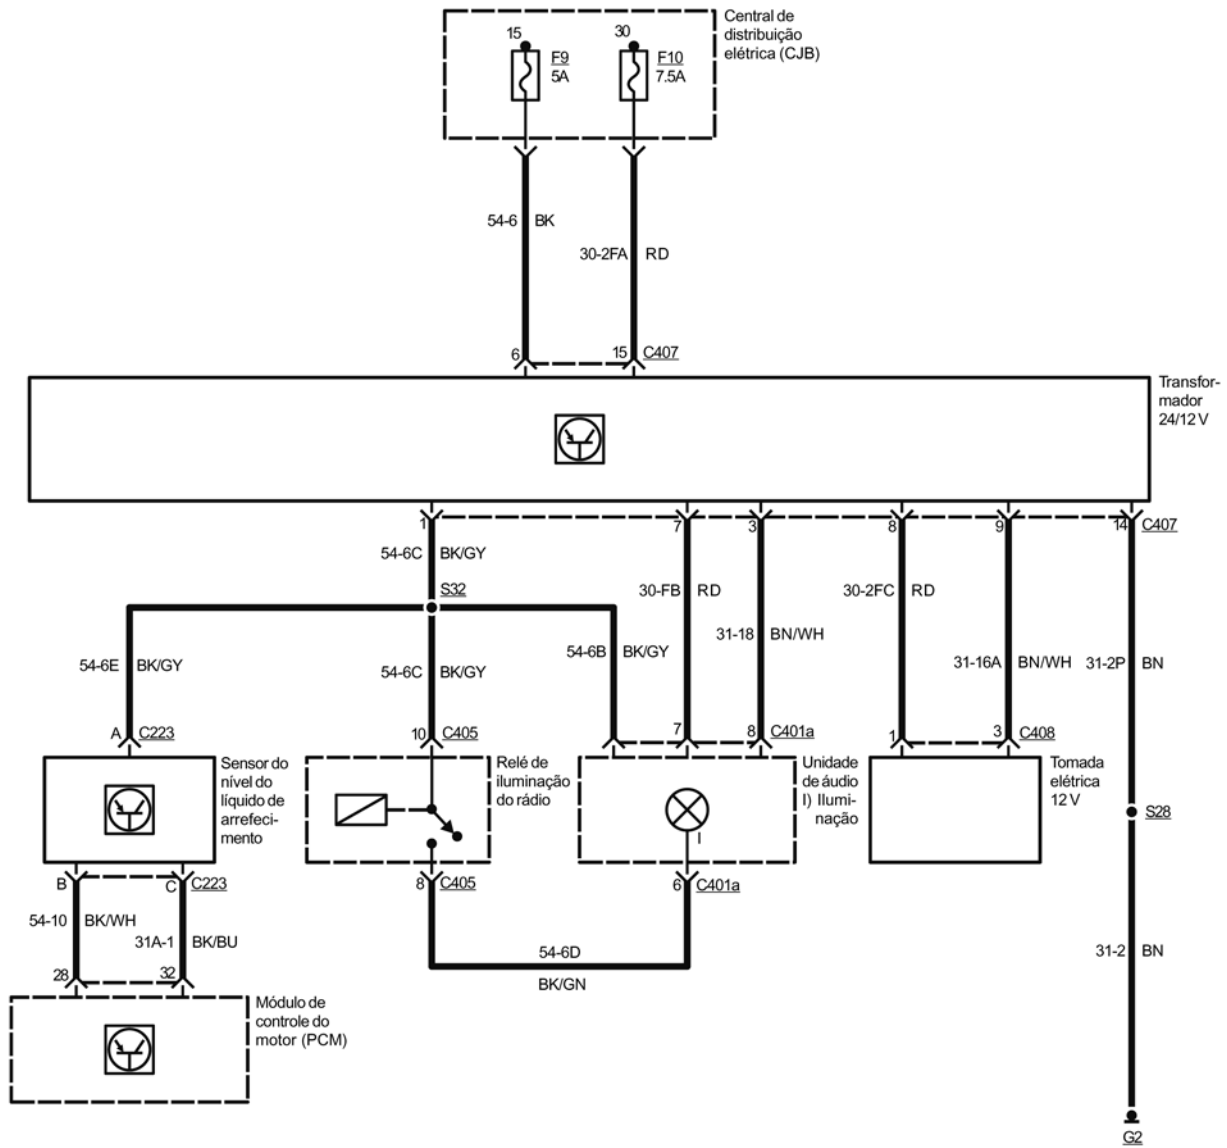 Central de
distribuição
elétrica (CJB)
15
30
F9
5A
F10
7.5A
54-6
BK
30-2FA
RD
6
15
C407
Transfor-
mador
24/12 V
1
7
3
8
9
14
C407
54-6C
BK/GY
S32
30-FB
RD
30-2FC
RD
31-18
BN/WH
54-6E
BK/GY
54-6C
BK/GY
54-6B
BK/GY
31-16A
BN/WH
31-2P
BN
A
C223
10
C405
7
8
C401a
1
3
C408
Sensor do
nível do
líquido de
arrefeci-
mento
Relé de
iluminação
do rádio
Unidade
de áudio
I) Ilumi-
nação
Tomada
elétrica
12 V
I
S28
B
C
C223
8
C405
6
C401a
54-10
BK/WH
31A-1
BK/BU
54-6D
BK/GN
31-2
BN
28
32
Módulo de
controle do
motor (PCM)
G2